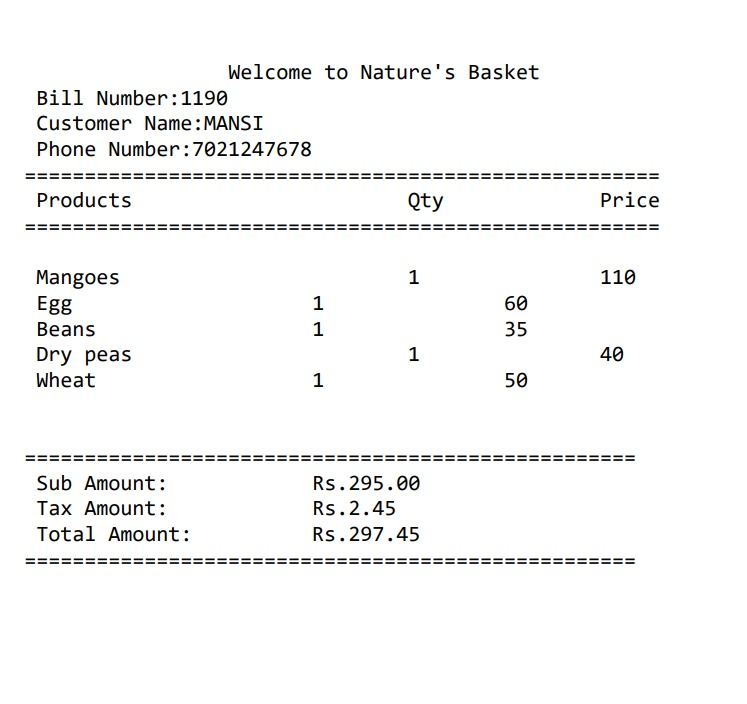 Welcome to Nature's Basket
Bill Number:1190
Customer Name:MANSI
Phone Number:7021247678
=====================================================
Products Qty Price
=====================================================
Mangoes 1 110
Egg 1 60
Beans 1 35
Dry peas 1 40
Wheat 1 50
===================================================
Sub Amount: Rs.295.00
Tax Amount: Rs.2.45
Total Amount: Rs.297.45
===================================================